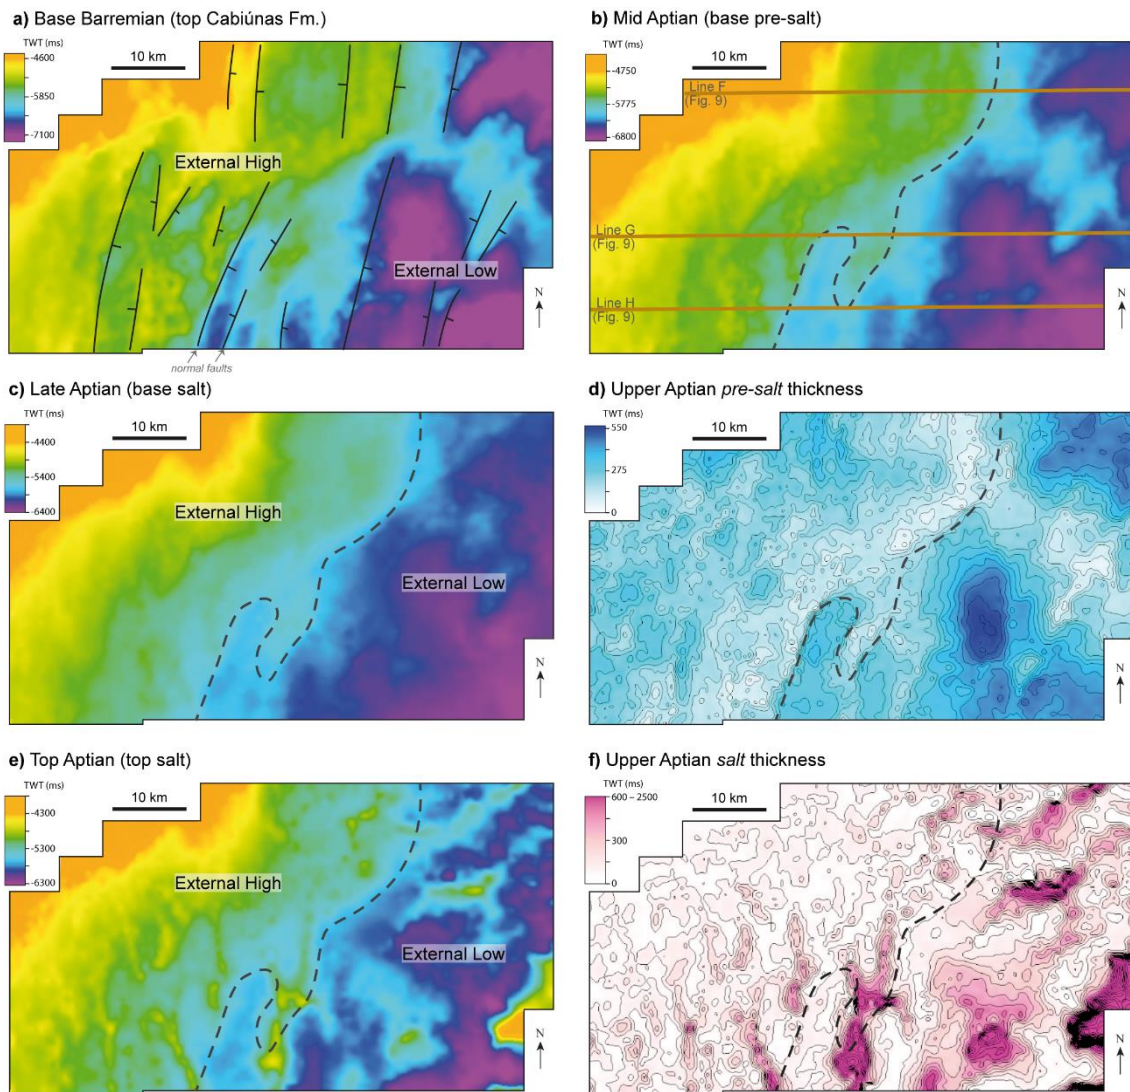 a) Base Barremian (top Cabiúnas Fm.)
TWT (ms)
-4600
-5850
-7100
10 km
External High
External Low
N
normal faults
b) Mid Aptian (base pre-salt)
TWT (ms)
-4750
-5775
-6800
10 km
Line F
(Fig. 9)
Line G
(Fig. 9)
Line H
(Fig. 9)
N
c) Late Aptian (base salt)
TWT (ms)
-4400
-5400
-6400
10 km
External High
External Low
N
d) Upper Aptian pre-salt thickness
TWT (ms)
550
275
0
10 km
N
e) Top Aptian (top salt)
TWT (ms)
-4300
-5300
-6300
10 km
External High
External Low
N
f) Upper Aptian salt thickness
TWT (ms)
600 – 2500
300
0
10 km
N